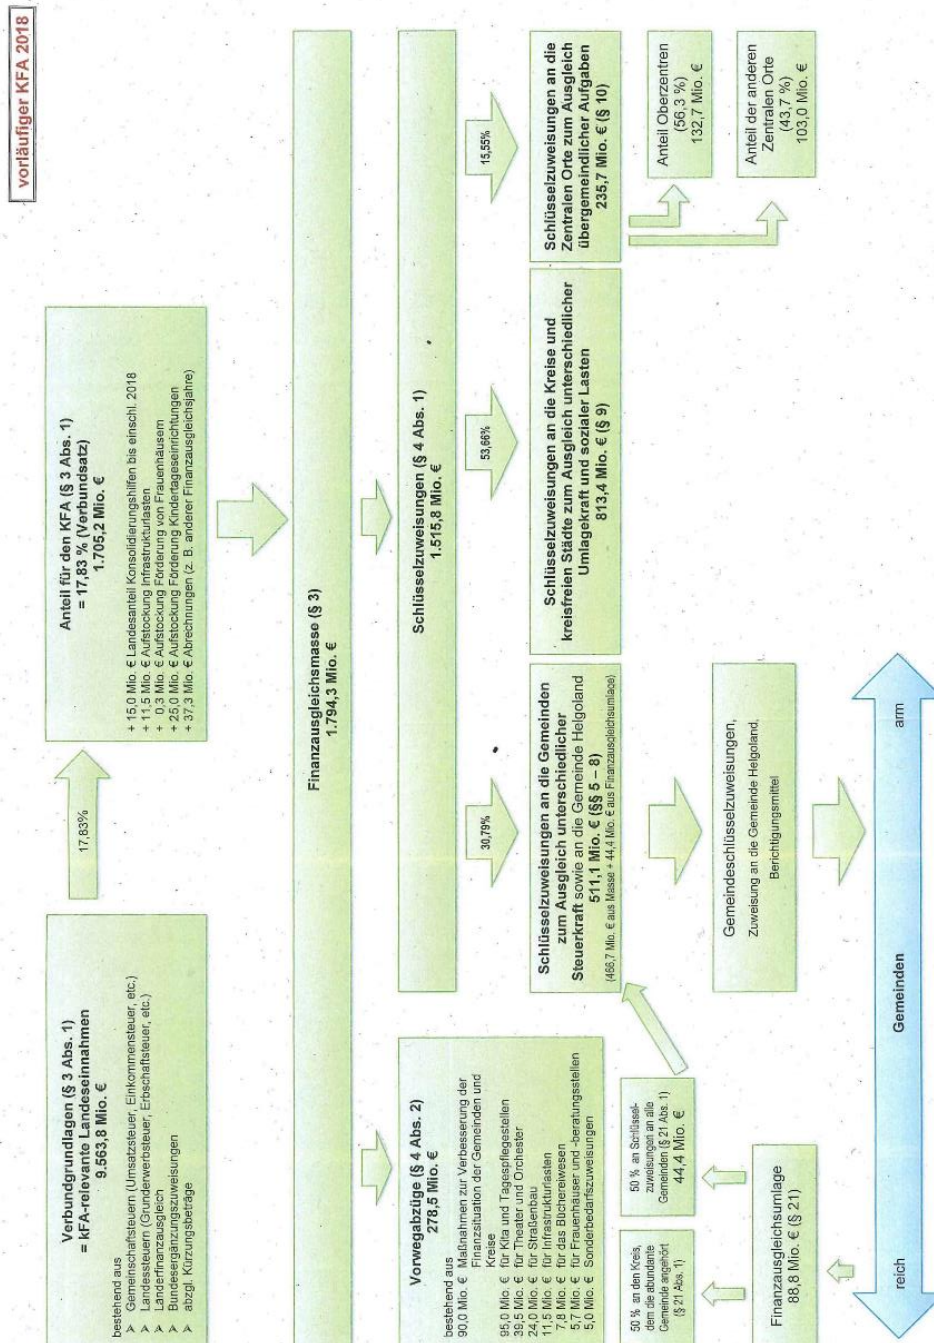 vorläufiger KFA 2018
Verbundgrundlagen (§ 3 Abs. 1)
= kFA-relevante Landeseinnahmen
9.563,8 Mio. €
bestehend aus
➢ Gemeinschaftsteuern (Umsatzsteuer, Einkommensteuer, etc.)
➢ Landessteuern (Grunderwerbsteuer, Erbschaftsteuer, etc.)
➢ Länderfinanzausgleich
➢ Bundesergänzungszuweisungen
➢ abzgl. Kürzungsbeträge
17,83%
Anteil für den KFA (§ 3 Abs. 1)
= 17,83 % (Verbundsatz)
1.705,2 Mio. €
+ 15,0 Mio. € Landesanteil Konsolidierungshilfen bis einschl. 2018
+ 11,5 Mio. € Aufstockung Infrastrukturlasten
+ 0,3 Mio. € Aufstockung Förderung von Frauenhäusern
+ 25,0 Mio. € Aufstockung Förderung Kindertageseinrichtungen
+ 37,3 Mio. € Abrechnungen (z. B. anderer Finanzausgleichsjahre)
Finanzausgleichsmasse (§ 3)
1.794,3 Mio. €
Vorwegabzüge (§ 4 Abs. 2)
278,5 Mio. €
bestehend aus
90,0 Mio. € Maßnahmen zur Verbesserung der
Finanzsituation der Gemeinden und
Kreise
95,0 Mio. € für Kita und Tagespflegestellen
39,5 Mio. € für Theater und Orchester
24,0 Mio. € für Straßenbau
11,5 Mio. € für Infrastrukturlasten
7,8 Mio. € für das Büchereiwesen
5,7 Mio. € für Frauenhäuser und -beratungsstellen
5,0 Mio. € Sonderbedarfszuweisungen
Schlüsselzuweisungen (§ 4 Abs. 1)
1.515,8 Mio. €
30,79%
53,66%
15,55%
Schlüsselzuweisungen an die Gemeinden
zum Ausgleich unterschiedlicher
Steuerkraft sowie an die Gemeinde Helgoland
511,1 Mio. € (§§ 5 – 8)
(466,7 Mio. € aus Masse + 44,4 Mio. € aus Finanzausgleichsumlage)
Schlüsselzuweisungen an die Kreise und
kreisfreien Städte zum Ausgleich unterschiedlicher
Umlagekraft und sozialer Lasten
813,4 Mio. € (§ 9)
Schlüsselzuweisungen an die
Zentralen Orte zum Ausgleich
übergemeindlicher Aufgaben
235,7 Mio. € (§ 10)
50 % an den Kreis,
dem die abundante
Gemeinde angehört
(§ 21 Abs. 1)
50 % an Schlüssel-
zuweisungen an alle
Gemeinden (§ 21 Abs. 1)
44,4 Mio. €
Anteil Oberzentren
(56,3 %)
132,7 Mio. €
Anteil der anderen
Zentralen Orte
(43,7 %)
103,0 Mio. €
Finanzausgleichsumlage
88,8 Mio. € (§ 21)
Gemeindeschlüsselzuweisungen,
Zuweisung an die Gemeinde Helgoland,
Berichtigungsmittel
reich
Gemeinden
arm